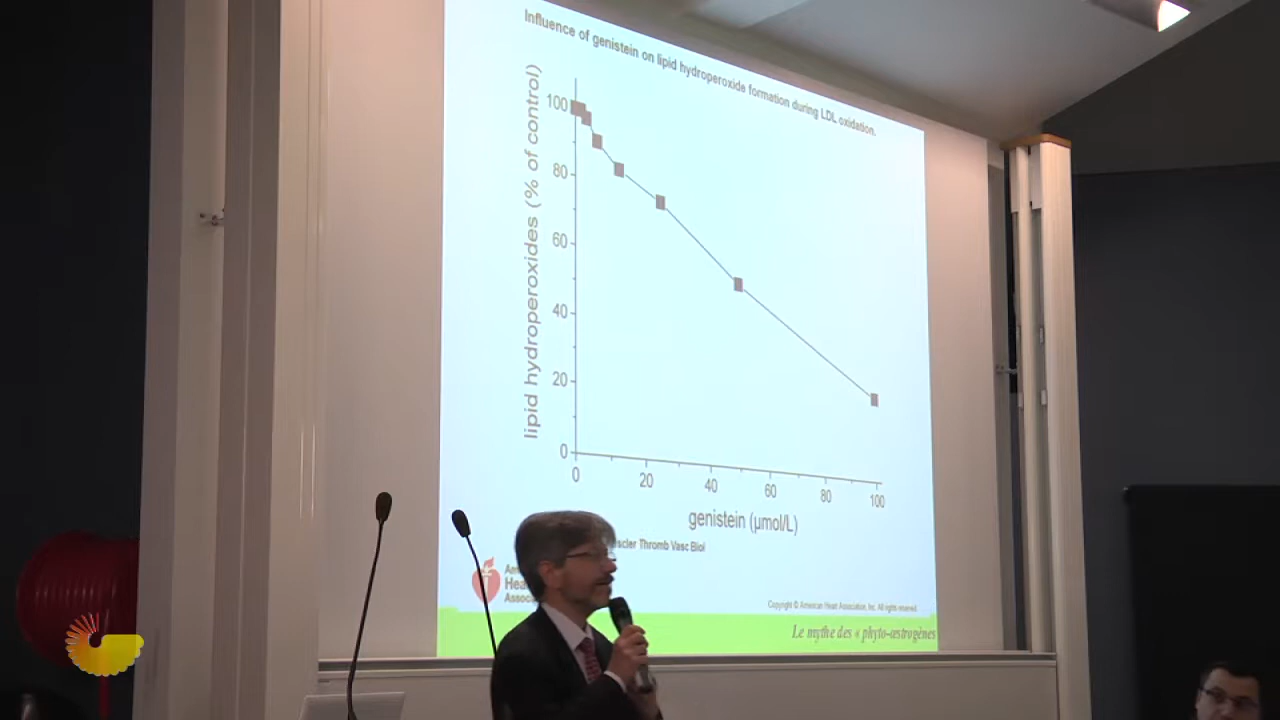 Influence of genistein on lipid hydroperoxide formation during LDL oxidation.
lipid hydroperoxides (% of control)
100
80
60
40
20
0
0 20 40 60 80 100
genistein (µmol/L)
Thromb Vasc Biol
Copyright © American Heart Association, Inc. All rights reserved.
Le mythe des « phyto-œstrogènes